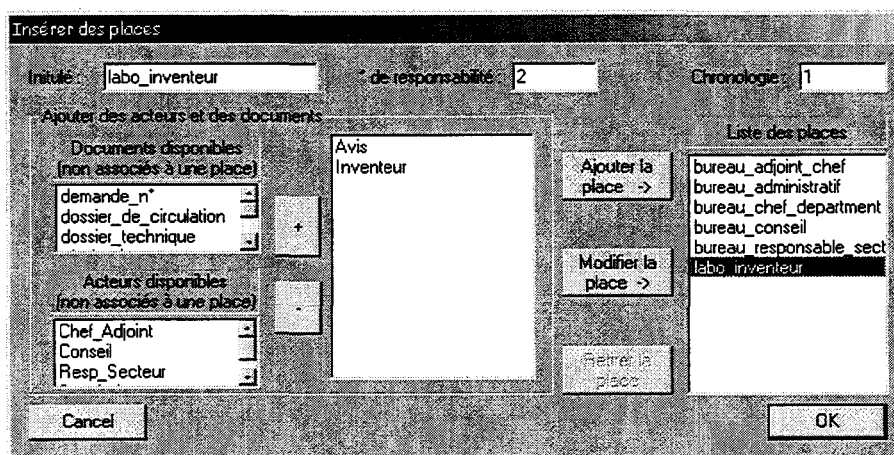 Insérer des places
Initulé : labo_inventeur
° de responsabilité : 2
Chronologie : 1
Ajouter des acteurs et des documents
Documents disponibles
(non associés à une place)
demande_n°
dossier_de_circulation
dossier_technique
+
-
Acteurs disponibles
(non associés à une place)
Chef_Adjoint
Conseil
Resp_Secteur
Avis
Inventeur
Ajouter la
place ->
Modifier la
place ->
Retirer la
place
Liste des places
bureau_adjoint_chef
bureau_administratif
bureau_chef_department
bureau_conseil
bureau_responsable_sect
labo_inventeur
Cancel
OK